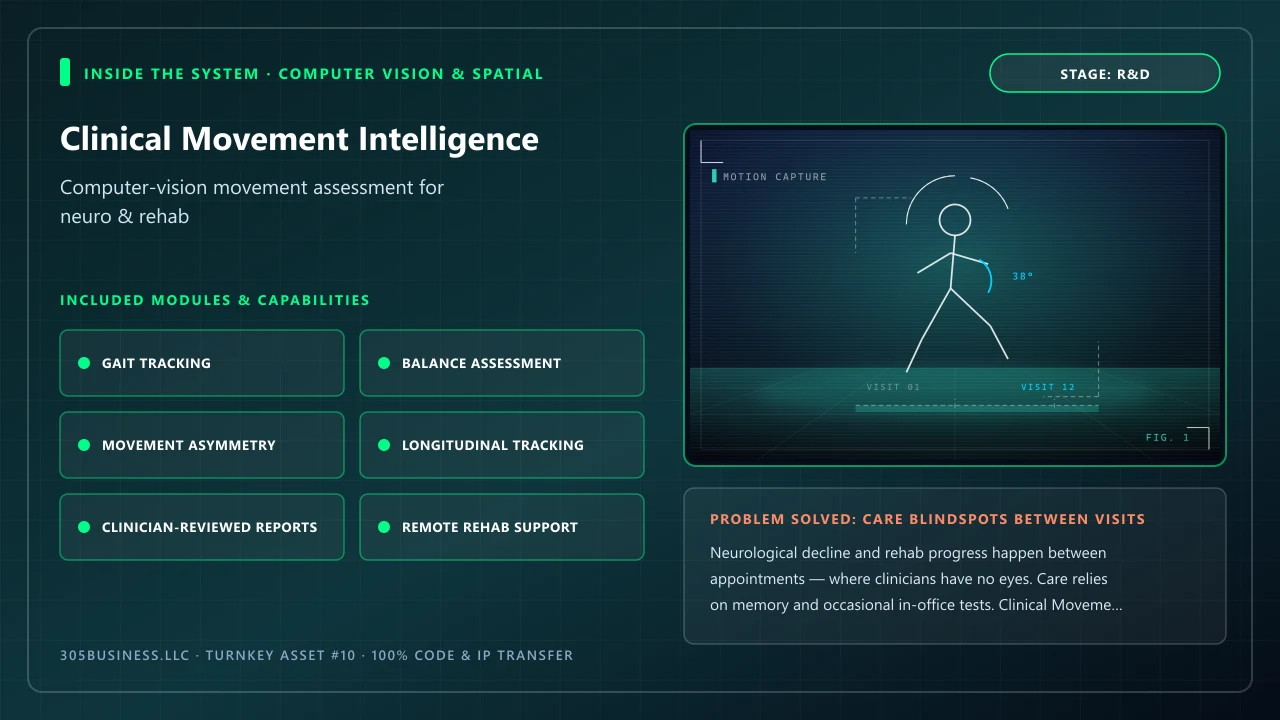 INSIDE THE SYSTEM · COMPUTER VISION & SPATIAL
STAGE: R&D
Clinical Movement Intelligence
Computer-vision movement assessment for
neuro & rehab
INCLUDED MODULES & CAPABILITIES
GAIT TRACKING
BALANCE ASSESSMENT
MOVEMENT ASYMMETRY
LONGITUDINAL TRACKING
CLINICIAN-REVIEWED REPORTS
REMOTE REHAB SUPPORT
MOTION CAPTURE
38°
VISIT 01
VISIT 12
FIG. 1
PROBLEM SOLVED: CARE BLINDSPOTS BETWEEN VISITS
Neurological decline and rehab progress happen between
appointments — where clinicians have no eyes. Care relies
on memory and occasional in-office tests. Clinical Moveme...
305BUSINESS.LLC · TURNKEY ASSET #10 · 100% CODE & IP TRANSFER